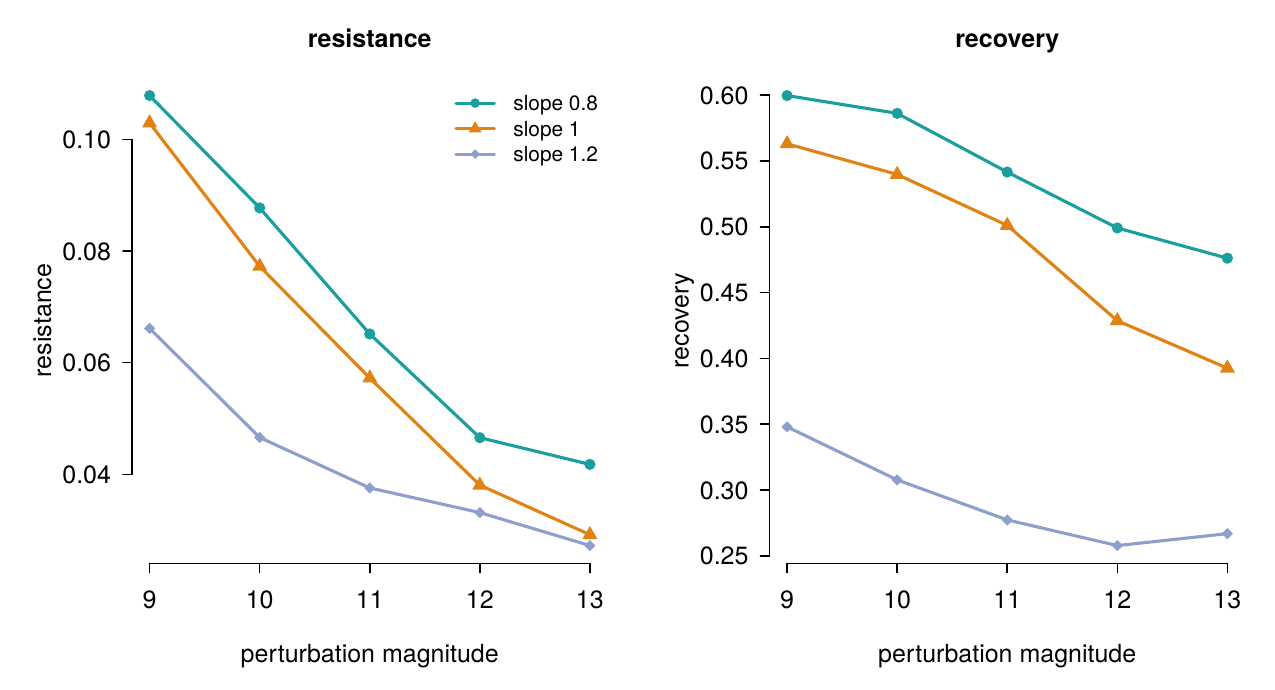 resistance
slope 0.8
slope 1
slope 1.2
resistance
0.10
0.08
0.06
0.04
9 10 11 12 13
perturbation magnitude
recovery
recovery
0.60
0.55
0.50
0.45
0.40
0.35
0.30
0.25
9 10 11 12 13
perturbation magnitude